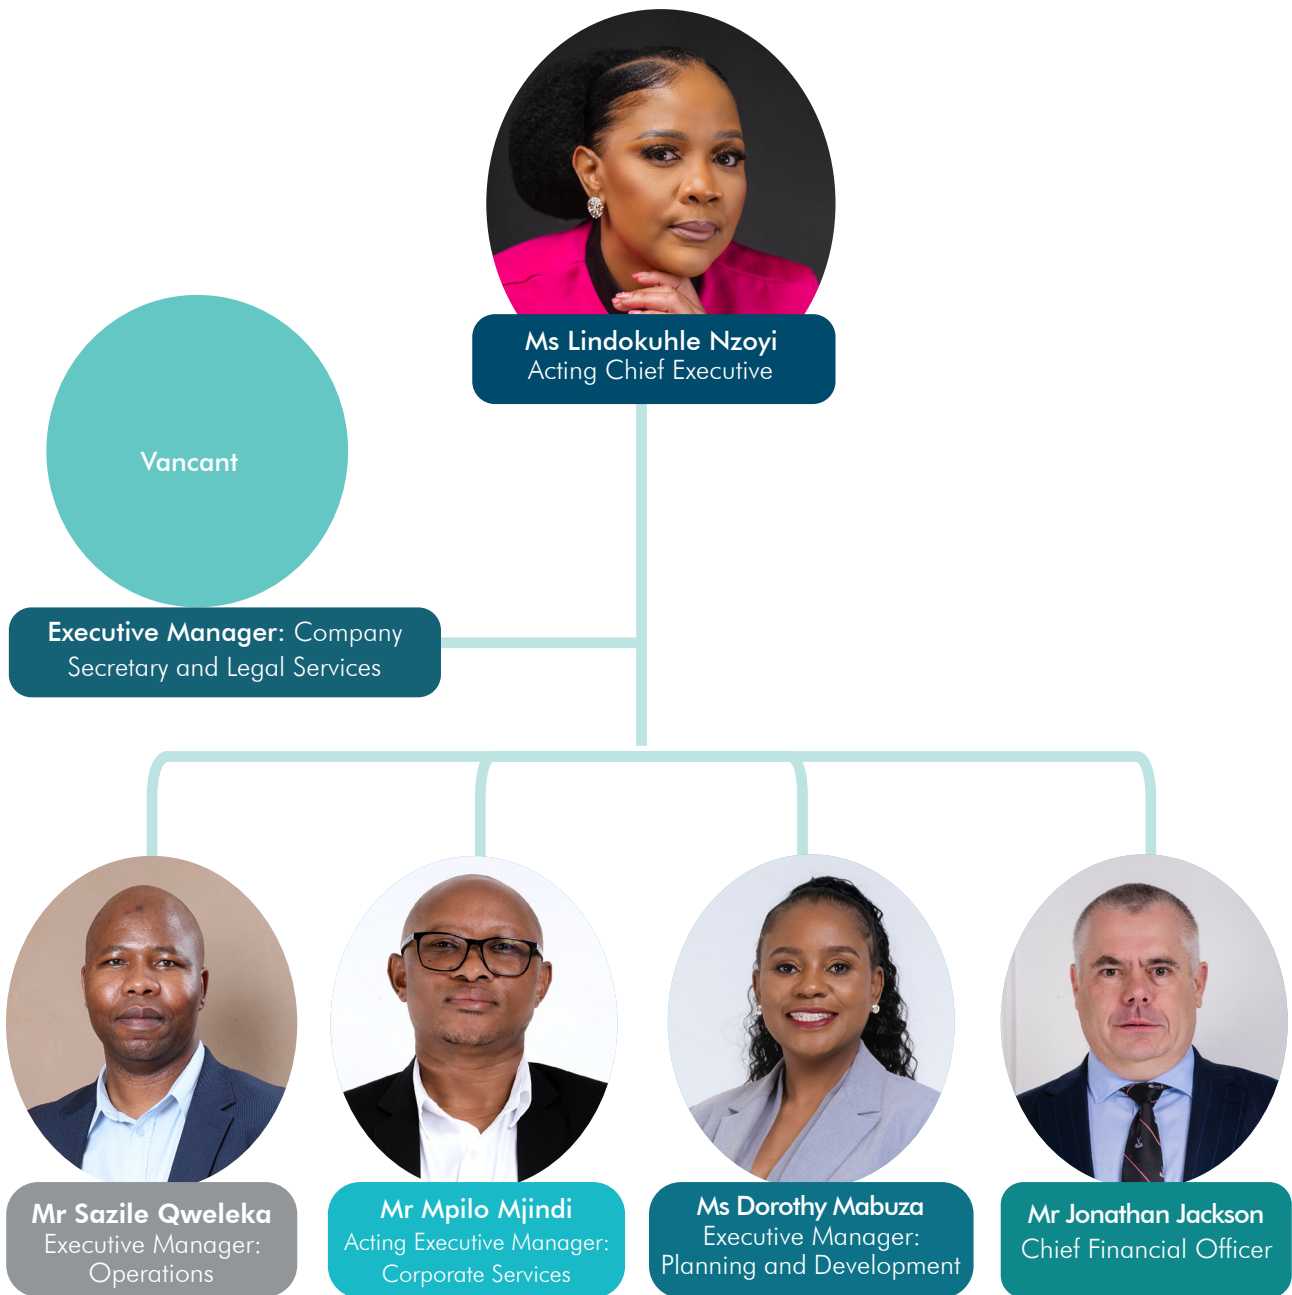 Ms Lindokuhle Nzoyi
Acting Chief Executive
Vancant
Executive Manager: Company
Secretary and Legal Services
Mr Sazile Qweleka
Executive Manager:
Operations
Mr Mpilo Mjindi
Acting Executive Manager:
Corporate Services
Ms Dorothy Mabuza
Executive Manager:
Planning and Development
Mr Jonathan Jackson
Chief Financial Officer